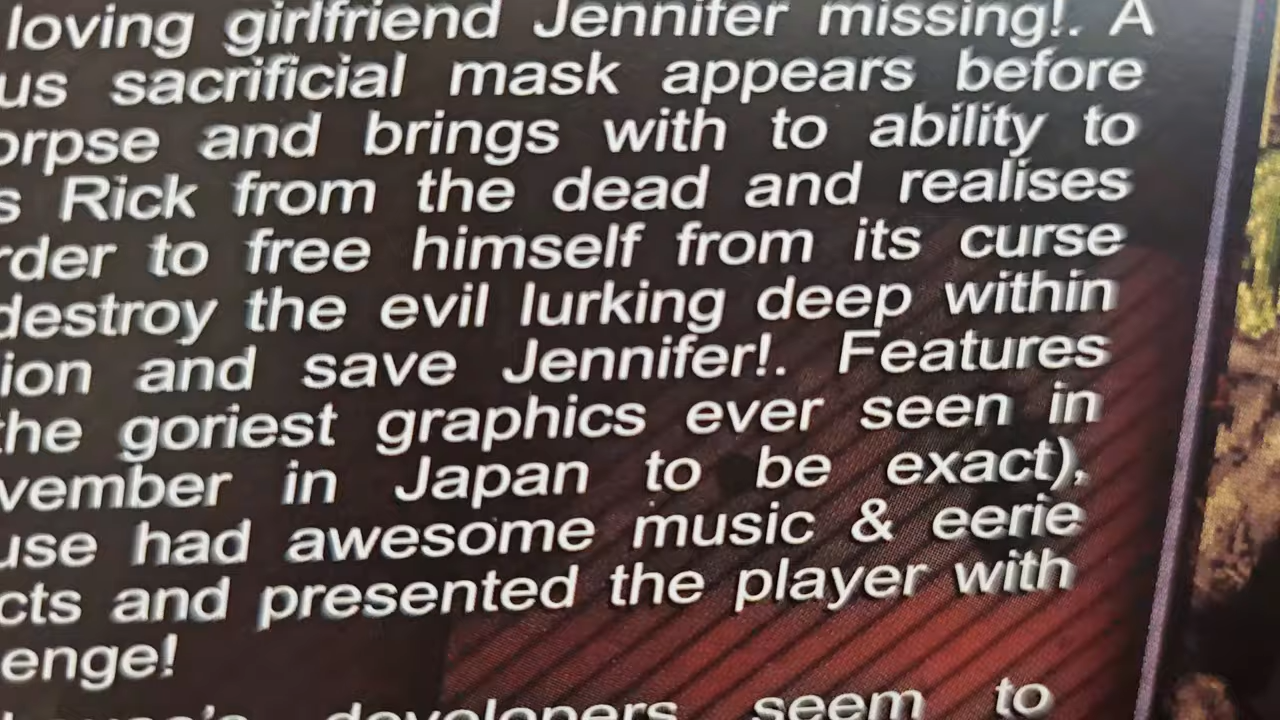 loving girlfriend Jennifer missing!. A
us sacrificial mask appears before
orpse and brings with to ability to
s Rick from the dead and realises
rder to free himself from its curse
destroy the evil lurking deep within
ion and save Jennifer!. Features
the goriest graphics ever seen in
vember in Japan to be exact),
use had awesome music & eerie
cts and presented the player with
enge!
developers seem to